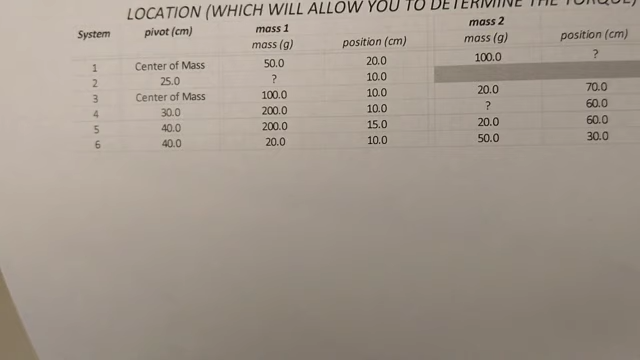 LOCATION (WHICH WILL ALLOW YOU TO DETERMINE THE TORQUE)
System pivot (cm) mass 1 mass (g) position (cm) mass 2 mass (g) position (cm)
1 Center of Mass 50.0 20.0 100.0 ?
2 25.0 ? 10.0
3 Center of Mass 100.0 10.0 20.0 70.0
4 30.0 200.0 10.0 ? 60.0
5 40.0 200.0 15.0 20.0 60.0
6 40.0 20.0 10.0 50.0 30.0